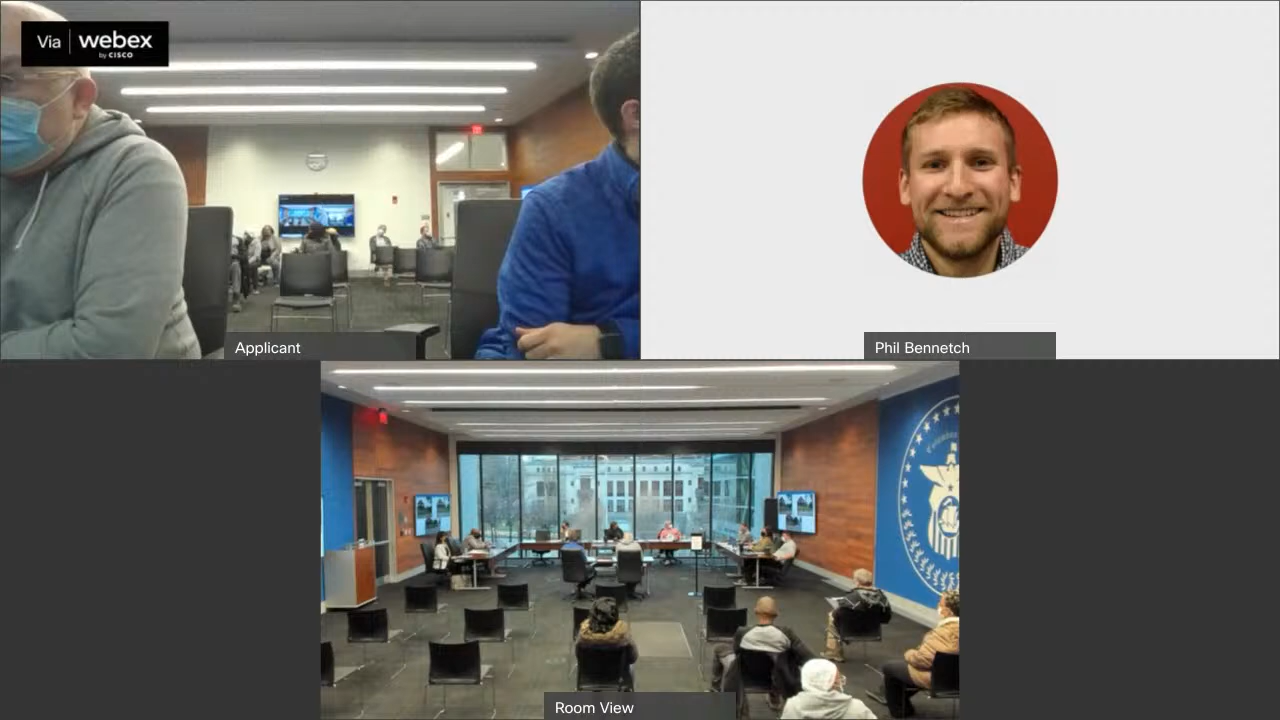 Via | webex
by CISCO
Applicant
Phil Bennetch
Room View